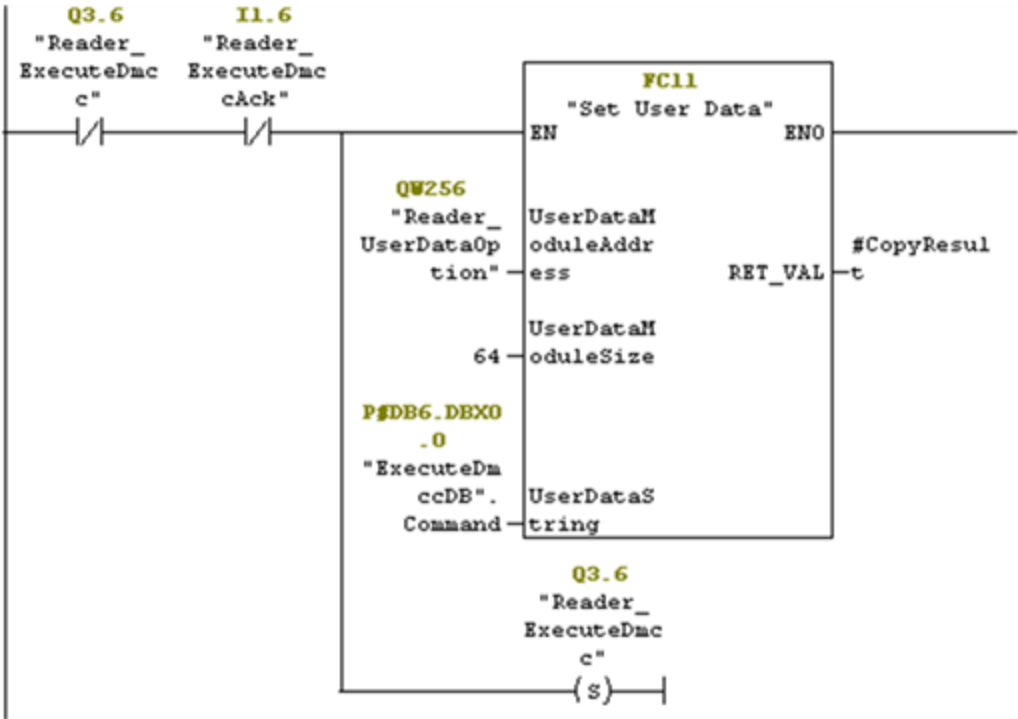 Q3.6
"Reader_
ExecuteDmc
c"
I1.6
"Reader_
ExecuteDmc
cAck"
FC11
"Set User Data"
EN
ENO
QW256
"Reader_
UserDataOp
tion"
UserDataM
oduleAddr
ess
#CopyResul
t
RET_VAL
64
UserDataM
oduleSize
P#DB6.DBX0
.0
"ExecuteDm
ccDB".
Command
UserDataS
tring
Q3.6
"Reader_
ExecuteDmc
c"
S